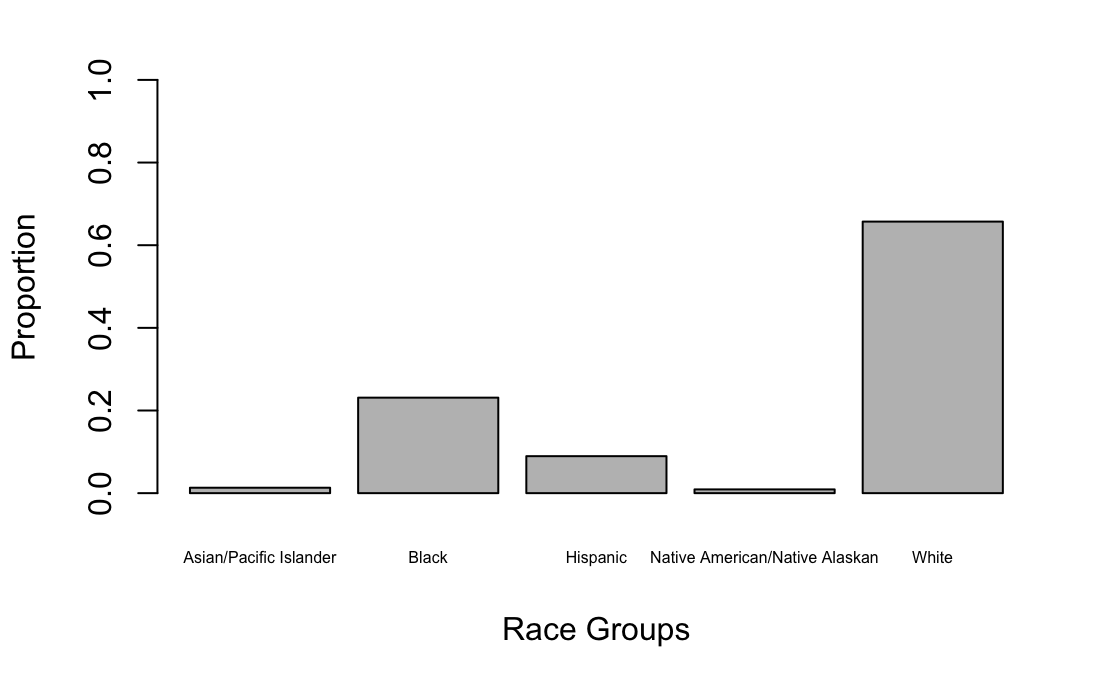 Proportion
1.0
0.8
0.6
0.4
0.2
0.0
Asian/Pacific Islander Black Hispanic Native American/Native Alaskan White
Race Groups